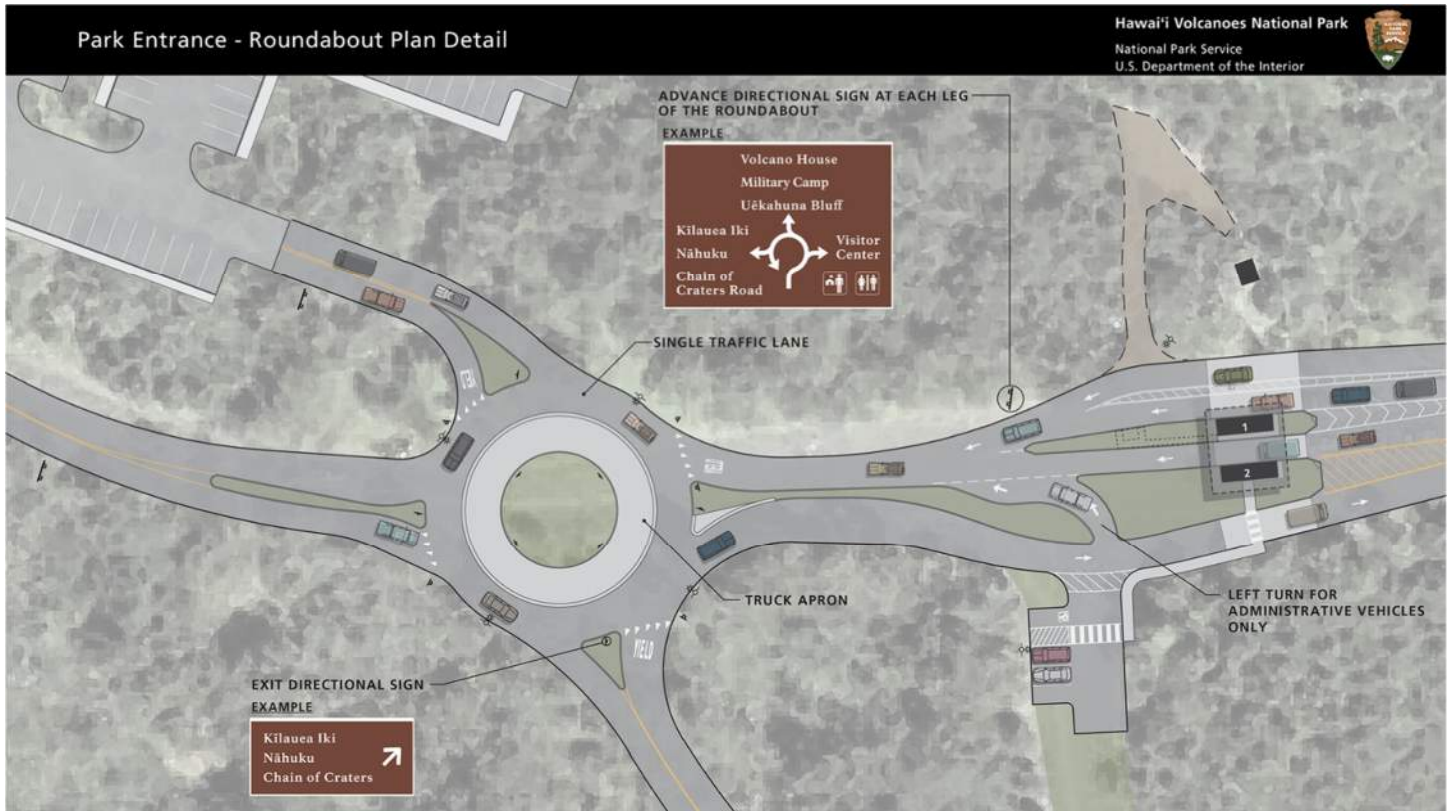 Park Entrance - Roundabout Plan Detail
Hawai'i Volcanoes National Park
National Park Service
U.S. Department of the Interior
ADVANCE DIRECTIONAL SIGN AT EACH LEG
OF THE ROUNDABOUT
EXAMPLE
Volcano House
Military Camp
Uēkahuna Bluff
Kīlauea Iki
Nāhuku
Chain of
Craters Road
Visitor
Center
SINGLE TRAFFIC LANE
1
2
TRUCK APRON
LEFT TURN FOR
ADMINISTRATIVE VEHICLES
ONLY
YIELD
EXIT DIRECTIONAL SIGN
EXAMPLE
Kīlauea Iki
Nāhuku
Chain of Craters